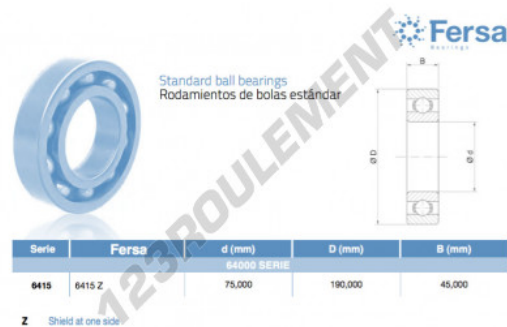 Fersa
Bearings
Standard ball bearings
Rodamientos de bolas estándar
B
Ø D
Ø d
Serie Fersa d (mm) D (mm) B (mm)
64000 SERIE
6415 6415 Z 75,000 190,000 45,000
Z Shield at one side
123ROULEMENT